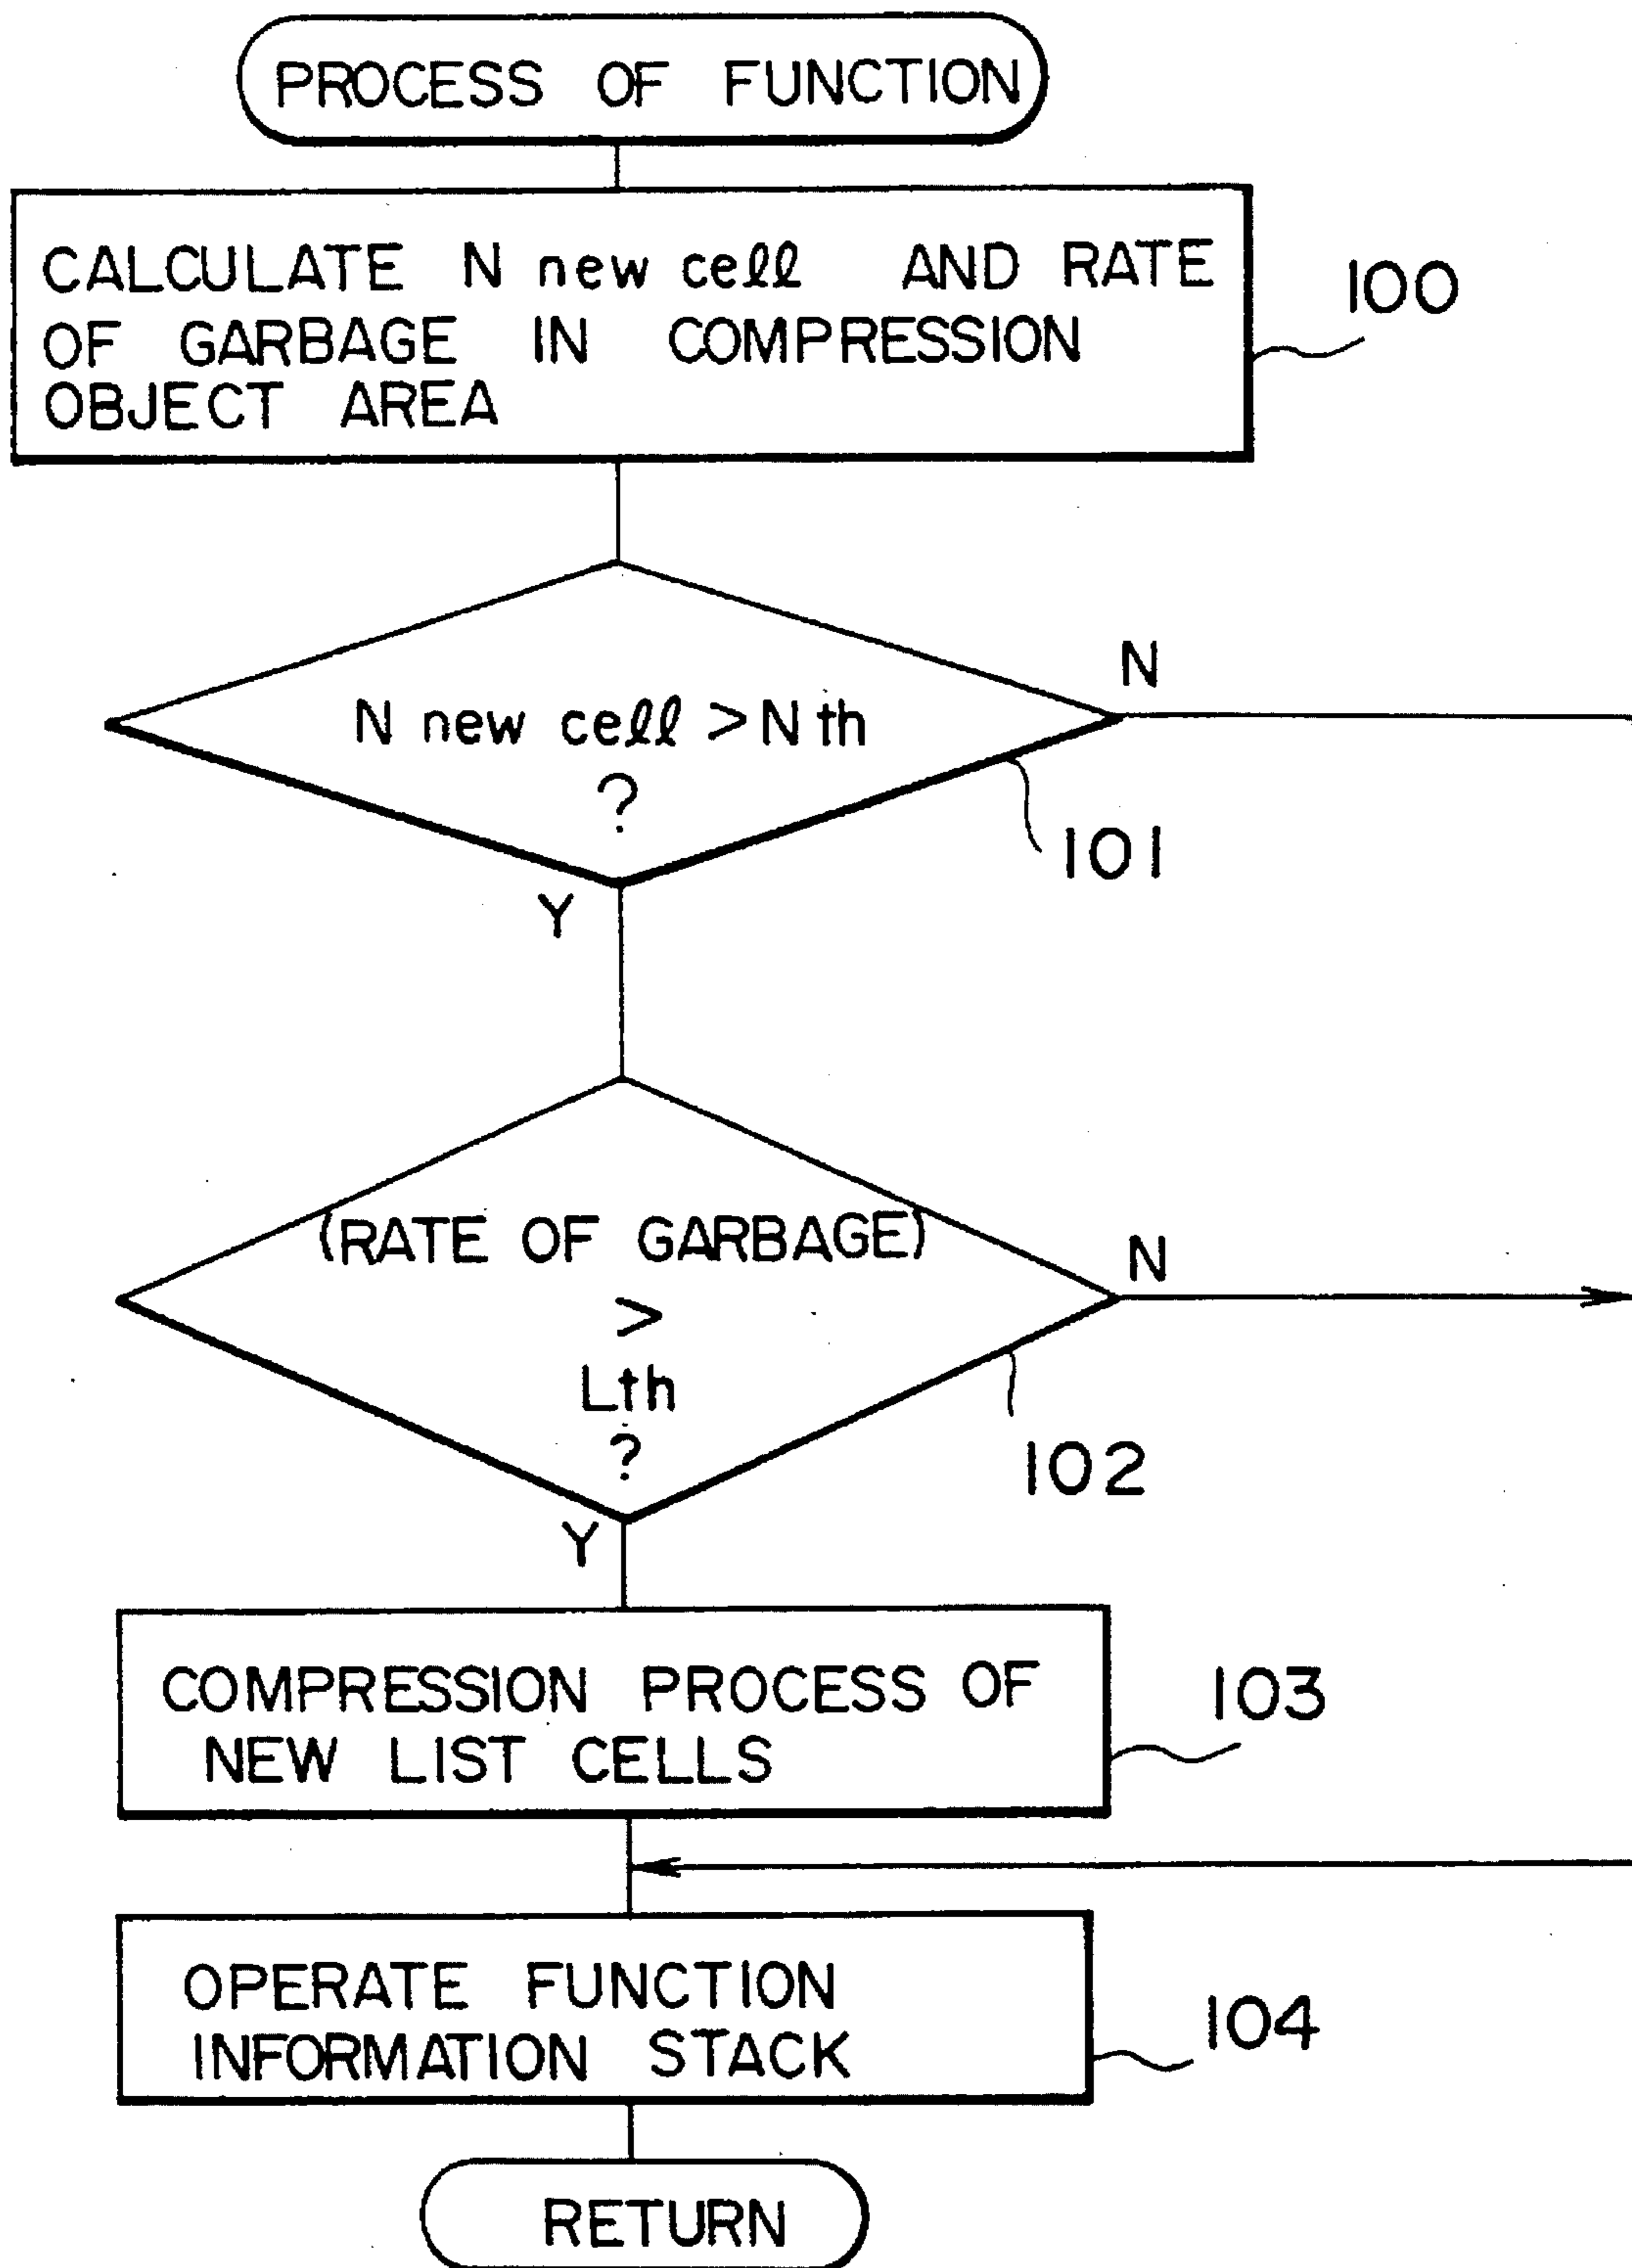 PROCESS OF FUNCTION
CALCULATE N new cell AND RATE
OF GARBAGE IN COMPRESSION
OBJECT AREA
100
N
N new cell > N th
?
101
Y
(RATE OF GARBAGE)
N
>
Lth
?
102
Y
COMPRESSION PROCESS OF
NEW LIST CELLS
103
OPERATE FUNCTION
INFORMATION STACK
104
RETURN